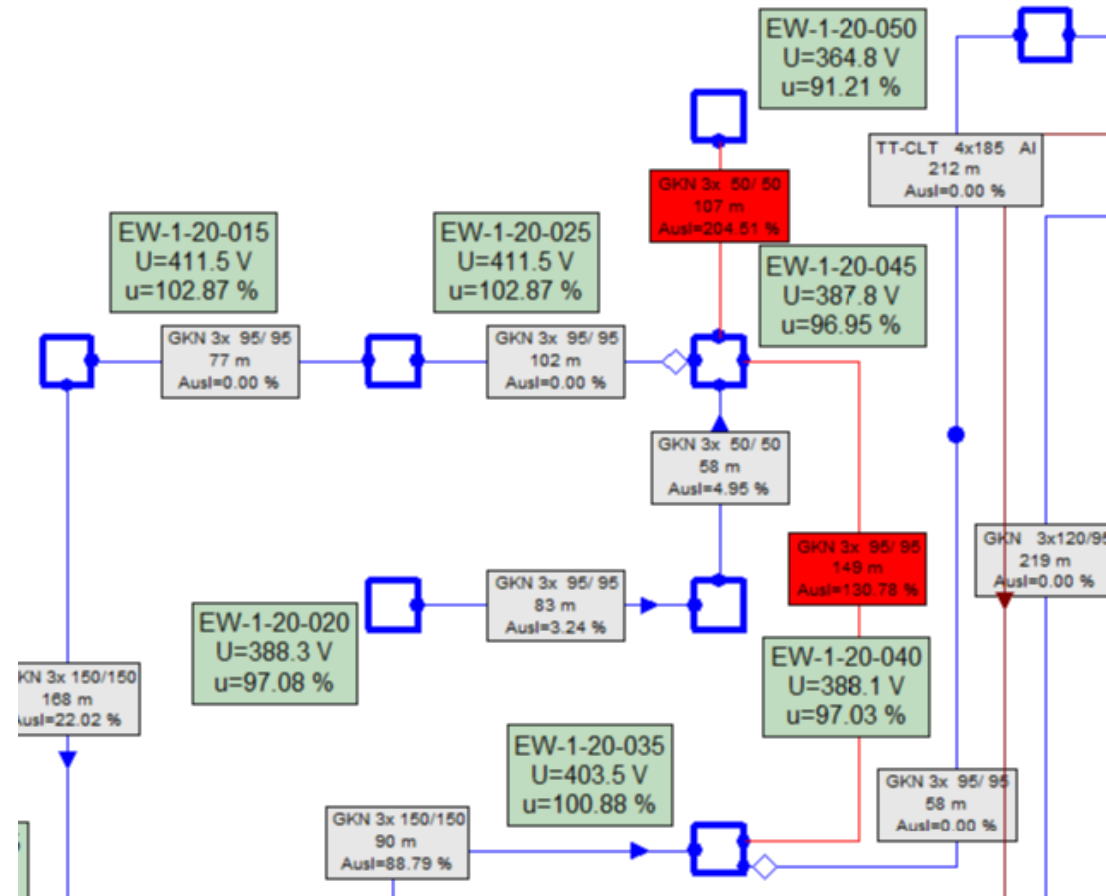 EW-1-20-050
U=364.8 V
u=91.21 %
TT-CLT 4x185 Al
212 m
Ausl=0.00 %
GKN 3x 50/ 50
107 m
Ausl=204.51 %
EW-1-20-015
U=411.5 V
u=102.87 %
EW-1-20-025
U=411.5 V
u=102.87 %
EW-1-20-045
U=387.8 V
u=96.95 %
GKN 3x 95/ 95
77 m
Ausl=0.00 %
GKN 3x 95/ 95
102 m
Ausl=0.00 %
GKN 3x 50/ 50
58 m
Ausl=4.95 %
GKN 3x 95/ 95
149 m
Ausl=130.78 %
GKN 3x120/95
219 m
Ausl=0.00 %
GKN 3x 95/ 95
83 m
Ausl=3.24 %
EW-1-20-020
U=388.3 V
u=97.08 %
EW-1-20-040
U=388.1 V
u=97.03 %
KN 3x 150/150
168 m
Ausl=22.02 %
EW-1-20-035
U=403.5 V
u=100.88 %
GKN 3x 95/ 95
58 m
Ausl=0.00 %
GKN 3x 150/150
90 m
Ausl=88.79 %